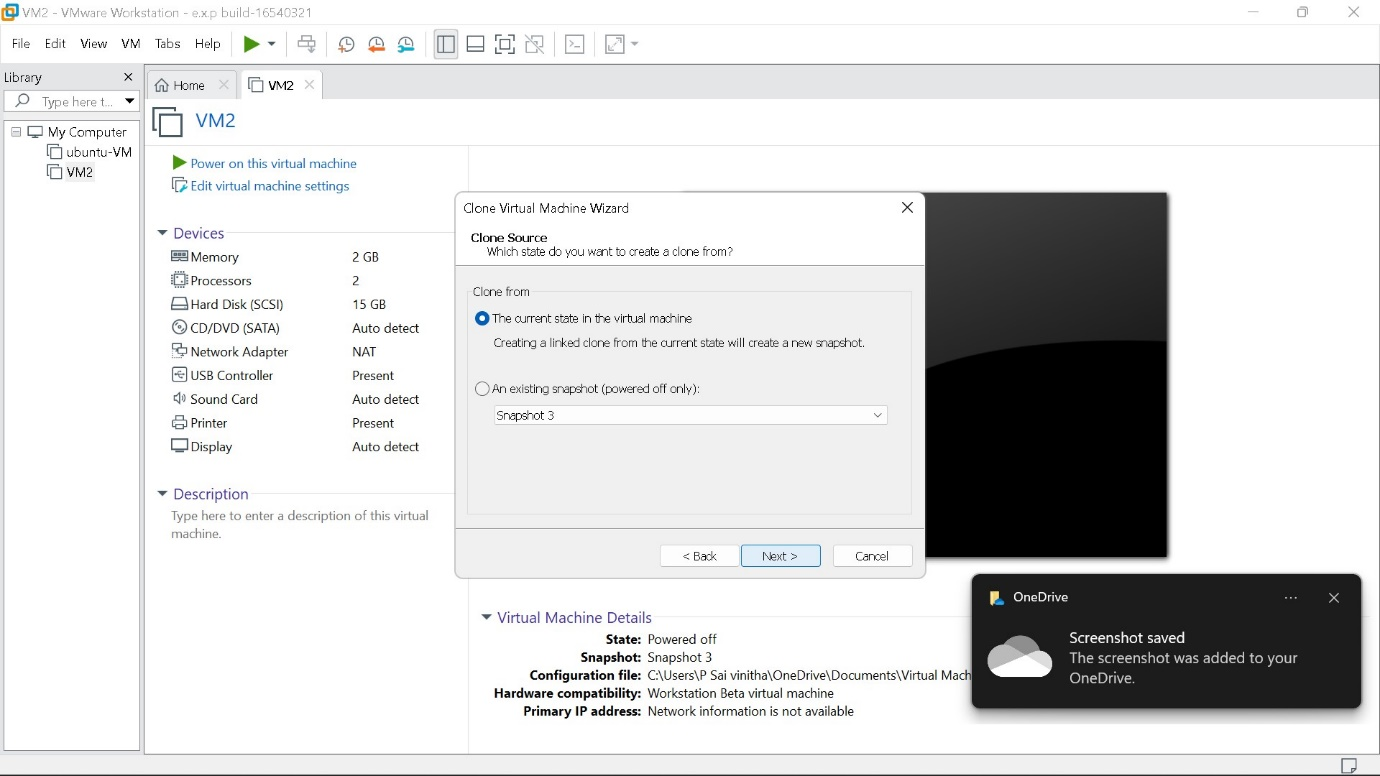 VM2 - VMware Workstation - e.x.p build-16540321
File Edit View VM Tabs Help
Library
Type here t...
My Computer
ubuntu-VM
VM2
Home
VM2
VM2
Power on this virtual machine
Edit virtual machine settings
Devices
Memory 2 GB
Processors 2
Hard Disk (SCSI) 15 GB
CD/DVD (SATA) Auto detect
Network Adapter NAT
USB Controller Present
Sound Card Auto detect
Printer Present
Display Auto detect
Description
Type here to enter a description of this virtual
machine.
Clone Virtual Machine Wizard
Clone Source
Which state do you want to create a clone from?
Clone from
The current state in the virtual machine
Creating a linked clone from the current state will create a new snapshot.
An existing snapshot (powered off only):
Snapshot 3
< Back Next > Cancel
Virtual Machine Details
State: Powered off
Snapshot: Snapshot 3
Configuration file: C:\Users\P Sai vinitha\OneDrive\Documents\Virtual Mach
Hardware compatibility: Workstation Beta virtual machine
Primary IP address: Network information is not available
OneDrive
Screenshot saved
The screenshot was added to your
OneDrive.